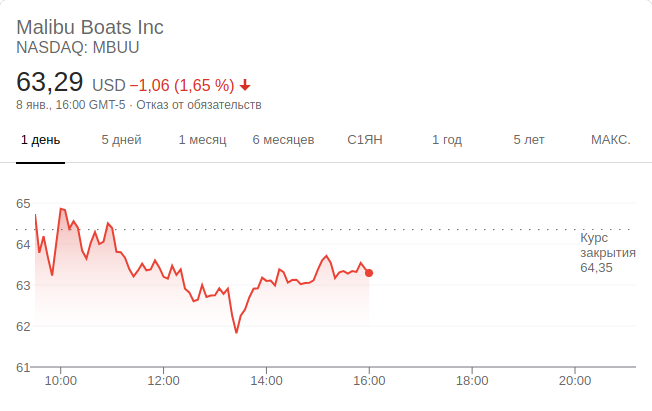 Malibu Boats Inc
NASDAQ: MBUU
63,29 USD −1,06 (1,65 %)
8 янв., 16:00 GMT-5 · Отказ от обязательств
1 день 5 дней 1 месяц 6 месяцев С1ЯН 1 год 5 лет МАКС.
65
64
63
62
61
Курс
закрытия
64,35
10:00 12:00 14:00 16:00 18:00 20:00